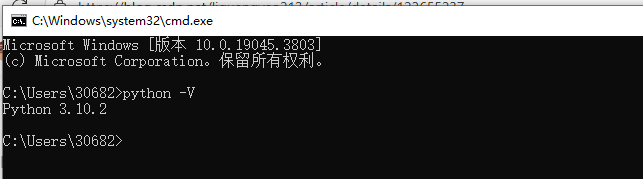 C:\Windows\system32\cmd.exe
Microsoft Windows [版本 10.0.19045.3803]
(c) Microsoft Corporation。保留所有权利。
C:\Users\30682>python -V
Python 3.10.2
C:\Users\30682>